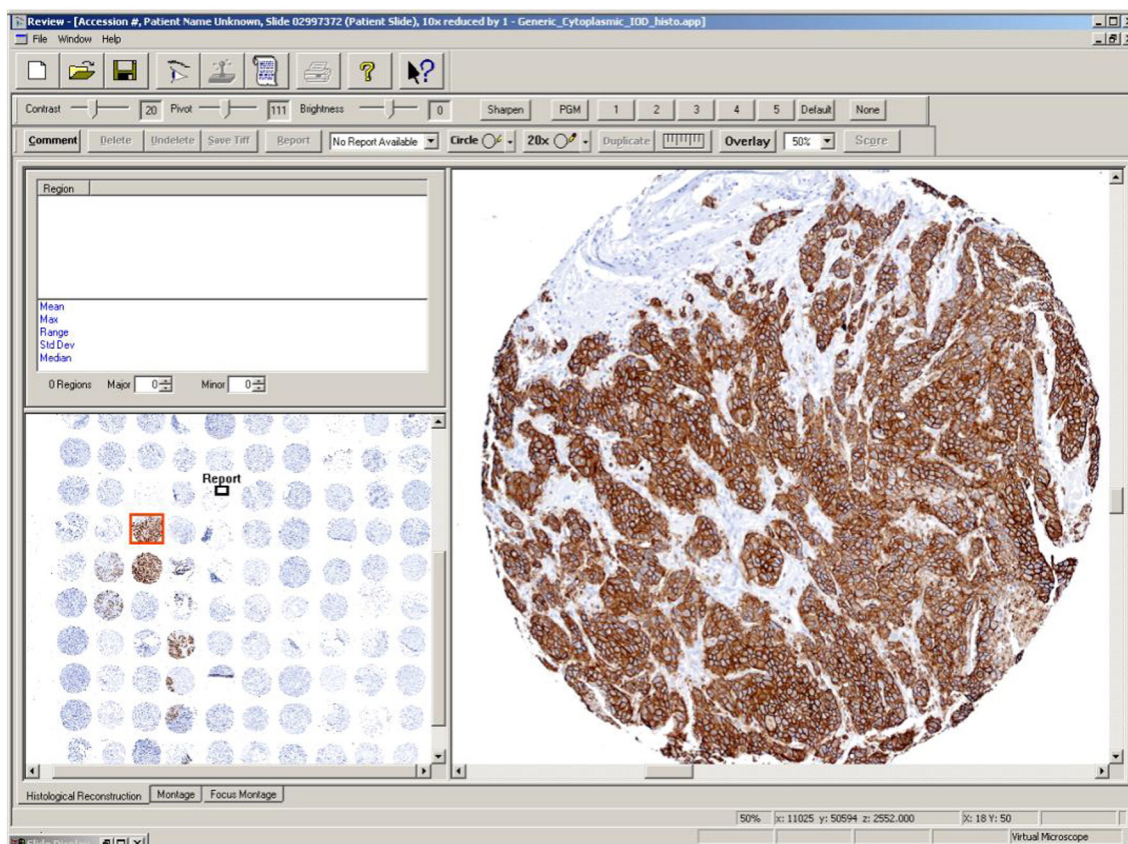 Review - [Accession #, Patient Name Unknown, Slide 02997372 (Patient Slide), 10x reduced by 1 - Generic_Cytoplasmic_IOD_histo.app]
File Window Help
Contrast 20 Pivot 111 Brightness 0 Sharpen PGM 1 2 3 4 5 Default None
Comment Delete Undelete Save Tiff Report No Report Available Circle 20x Duplicate Overlay 50% Score
Region
Mean
Max
Range
Std Dev
Median
0 Regions Major 0 Minor 0
Report
Histological Reconstruction Montage Focus Montage
50% x: 11025 y: 50594 z: 2552.000 X: 18 Y: 50
Virtual Microscope